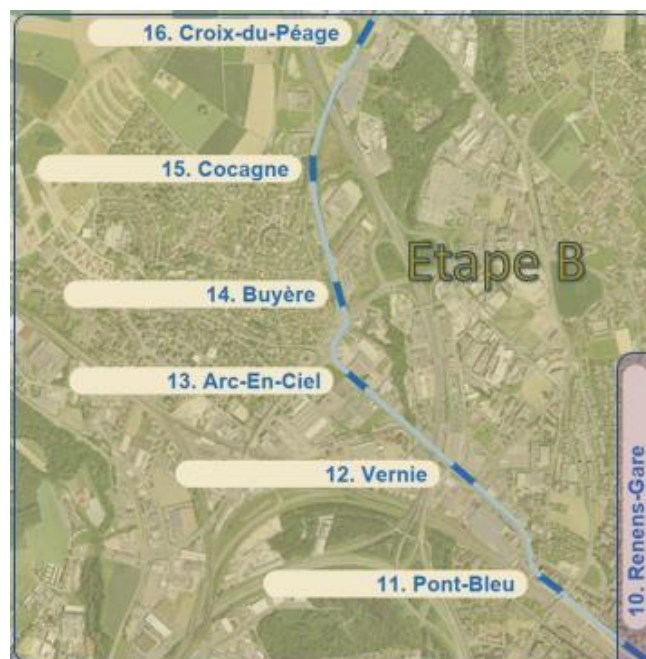 16. Croix-du-Péage
15. Cocagne
Etape B
14. Buyère
13. Arc-En-Ciel
12. Vernie
11. Pont-Bleu
10. Renens-Gare